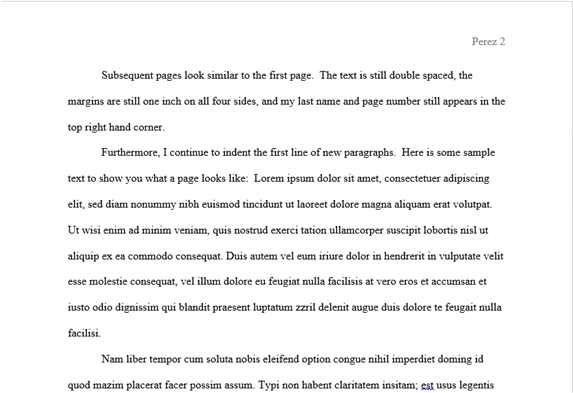 Perez 2
Subsequent pages look similar to the first page.  The text is still double spaced, the
margins are still one inch on all four sides, and my last name and page number still appears in the
top right hand corner.
Furthermore, I continue to indent the first line of new paragraphs.  Here is some sample
text to show you what a page looks like:  Lorem ipsum dolor sit amet, consectetuer adipiscing
elit, sed diam nonummy nibh euismod tincidunt ut laoreet dolore magna aliquam erat volutpat.
Ut wisi enim ad minim veniam, quis nostrud exerci tation ullamcorper suscipit lobortis nisl ut
aliquip ex ea commodo consequat. Duis autem vel eum iriure dolor in hendrerit in vulputate velit
esse molestie consequat, vel illum dolore eu feugiat nulla facilisis at vero eros et accumsan et
iusto odio dignissim qui blandit praesent luptatum zzril delenit augue duis dolore te feugait nulla
facilisi.
Nam liber tempor cum soluta nobis eleifend option congue nihil imperdiet doming id
quod mazim placerat facer possim assum. Typi non habent claritatem insitam; est usus legentis